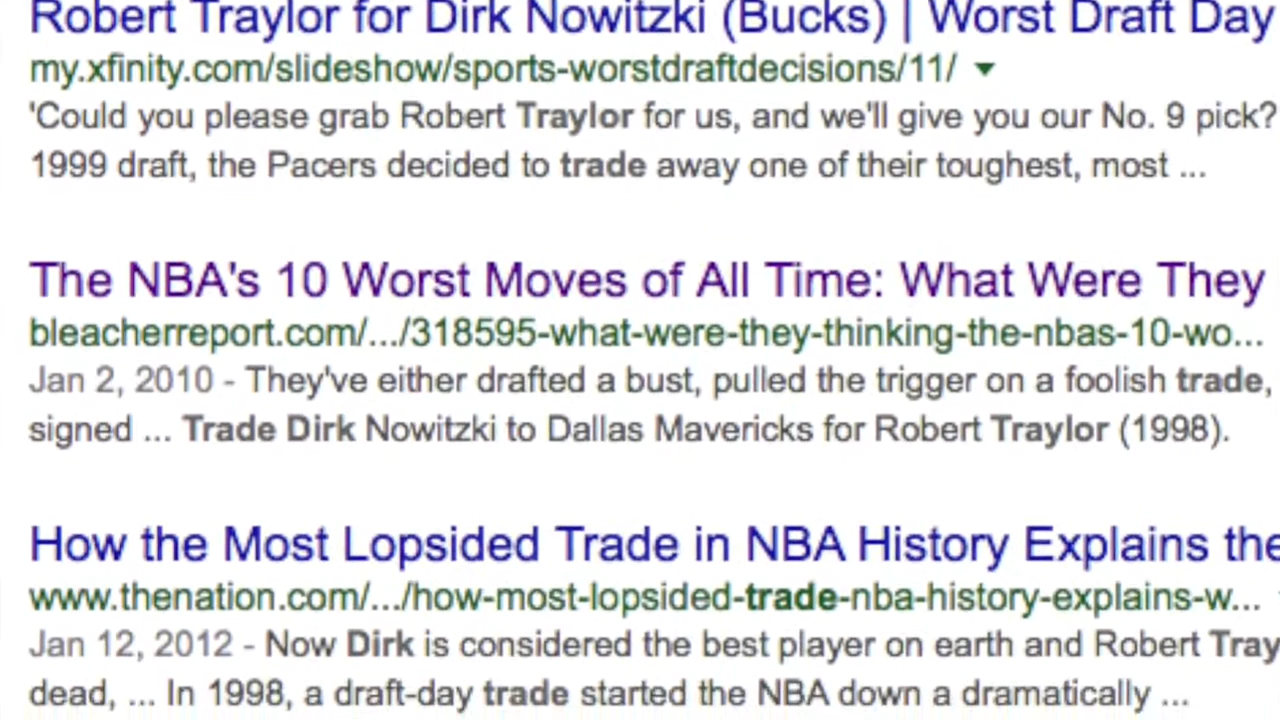 Robert Traylor for Dirk Nowitzki (Bucks) | Worst Draft Day
my.xfinity.com/slideshow/sports-worstdraftdecisions/11/
'Could you please grab Robert Traylor for us, and we'll give you our No. 9 pick?
1999 draft, the Pacers decided to trade away one of their toughest, most ...
The NBA's 10 Worst Moves of All Time: What Were They
bleacherreport.com/.../318595-what-were-they-thinking-the-nbas-10-wo...
Jan 2, 2010 - They've either drafted a bust, pulled the trigger on a foolish trade,
signed ... Trade Dirk Nowitzki to Dallas Mavericks for Robert Traylor (1998).
How the Most Lopsided Trade in NBA History Explains the
www.thenation.com/.../how-most-lopsided-trade-nba-history-explains-w...
Jan 12, 2012 - Now Dirk is considered the best player on earth and Robert Tray
dead, ... In 1998, a draft-day trade started the NBA down a dramatically ...